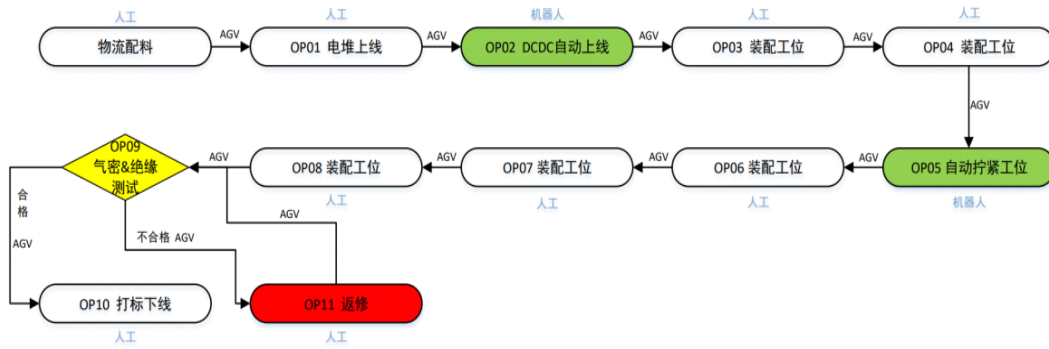 人工
人工
机器人
人工
人工
物流配料
AGV
OP01 电堆上线
AGV
OP02 DCDC自动上线
AGV
OP03 装配工位
AGV
OP04 装配工位
AGV
OP09
气密&绝缘
测试
AGV
OP08 装配工位
AGV
OP07 装配工位
AGV
OP06 装配工位
AGV
OP05 自动拧紧工位
人工
人工
人工
机器人
合
格
AGV
不合格 AGV
AGV
OP10 打标下线
OP11 返修
人工
人工